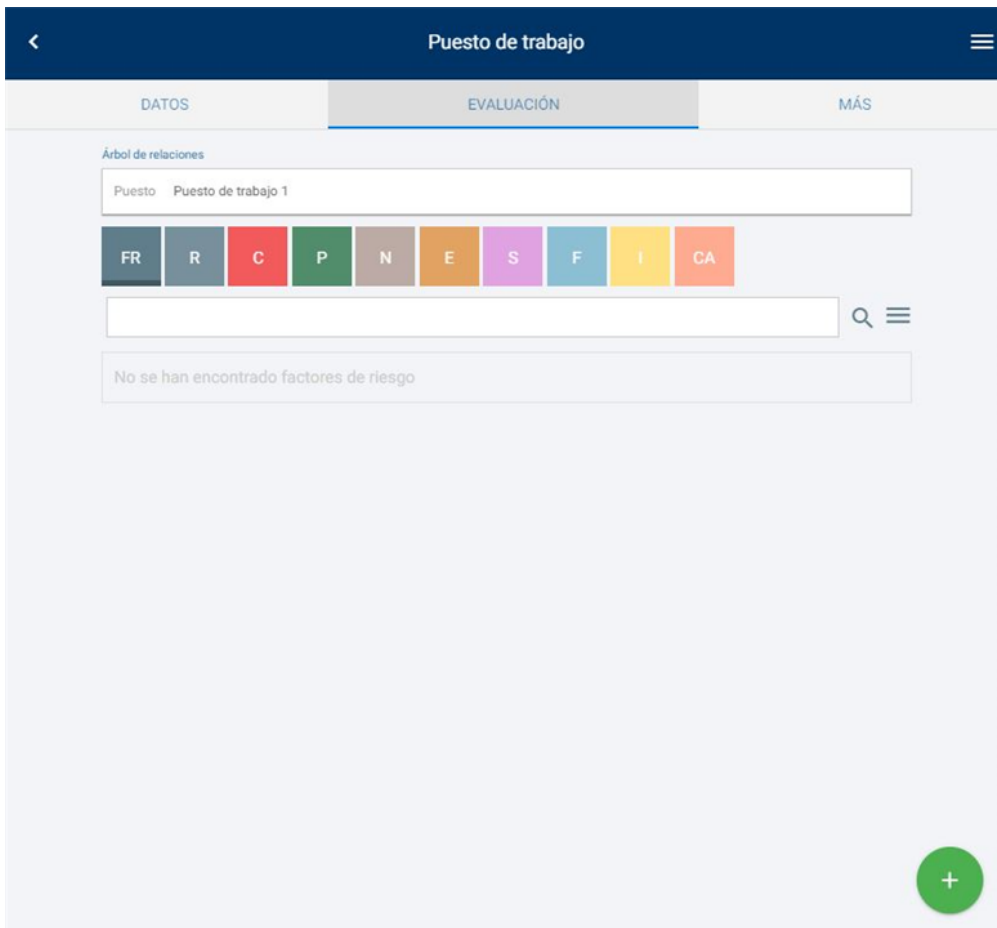 Puesto de trabajo
DATOS EVALUACIÓN MÁS
Árbol de relaciones
Puesto Puesto de trabajo 1
FR R C P N E S F I CA
No se han encontrado factores de riesgo
+